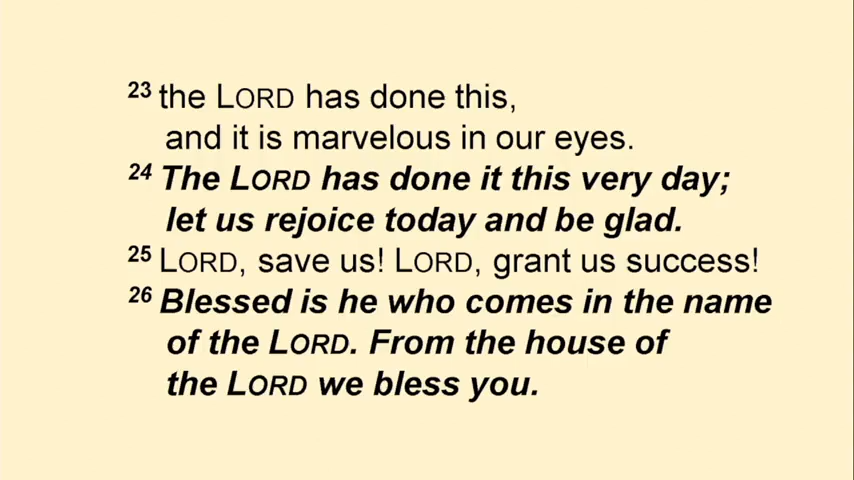 23 the LORD has done this,
and it is marvelous in our eyes.
24 The LORD has done it this very day;
let us rejoice today and be glad.
25 LORD, save us! LORD, grant us success!
26 Blessed is he who comes in the name
of the LORD. From the house of
the LORD we bless you.